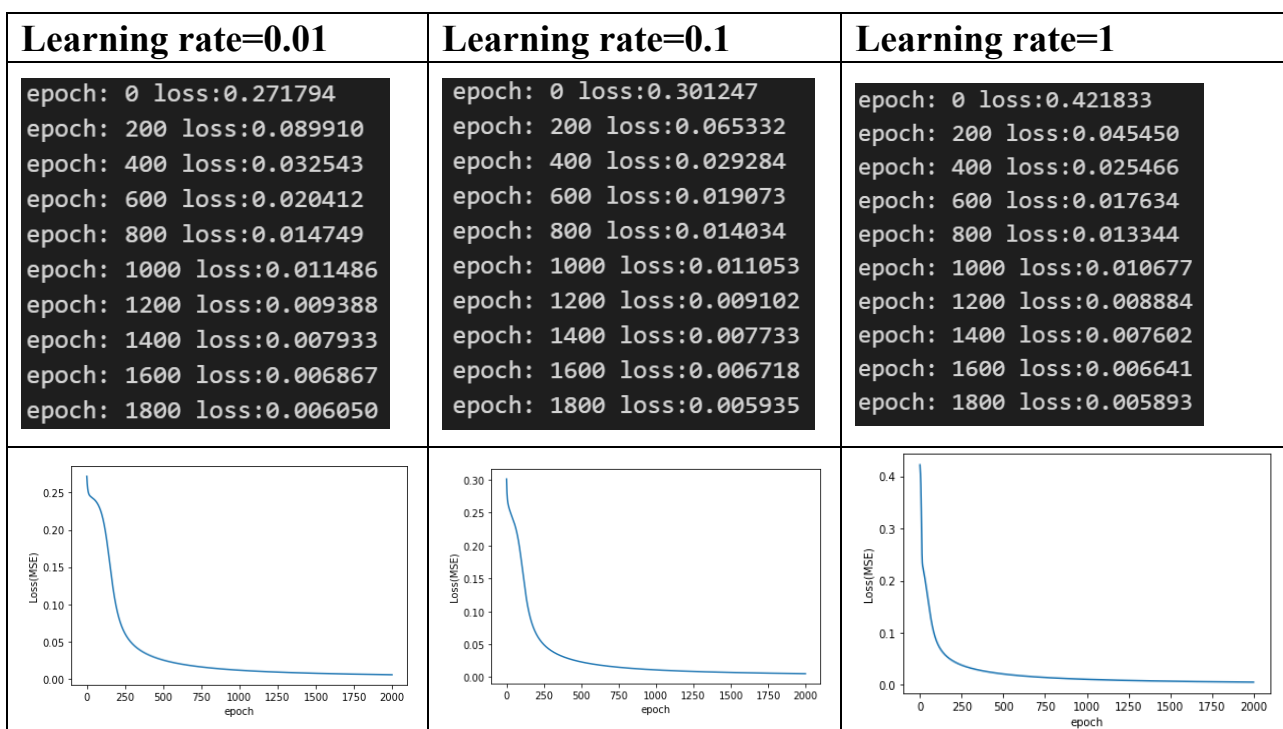 Learning rate=0.01
Learning rate=0.1
Learning rate=1
epoch: 0 loss:0.271794
epoch: 200 loss:0.089910
epoch: 400 loss:0.032543
epoch: 600 loss:0.020412
epoch: 800 loss:0.014749
epoch: 1000 loss:0.011486
epoch: 1200 loss:0.009388
epoch: 1400 loss:0.007933
epoch: 1600 loss:0.006867
epoch: 1800 loss:0.006050
epoch: 0 loss:0.301247
epoch: 200 loss:0.065332
epoch: 400 loss:0.029284
epoch: 600 loss:0.019073
epoch: 800 loss:0.014034
epoch: 1000 loss:0.011053
epoch: 1200 loss:0.009102
epoch: 1400 loss:0.007733
epoch: 1600 loss:0.006718
epoch: 1800 loss:0.005935
epoch: 0 loss:0.421833
epoch: 200 loss:0.045450
epoch: 400 loss:0.025466
epoch: 600 loss:0.017634
epoch: 800 loss:0.013344
epoch: 1000 loss:0.010677
epoch: 1200 loss:0.008884
epoch: 1400 loss:0.007602
epoch: 1600 loss:0.006641
epoch: 1800 loss:0.005893
Loss(MSE)
0.25
0.20
0.15
0.10
0.05
0.00
0 250 500 750 1000 1250 1500 1750 2000
epoch
Loss(MSE)
0.30
0.25
0.20
0.15
0.10
0.05
0.00
0 250 500 750 1000 1250 1500 1750 2000
epoch
Loss(MSE)
0.4
0.3
0.2
0.1
0.0
0 250 500 750 1000 1250 1500 1750 2000
epoch